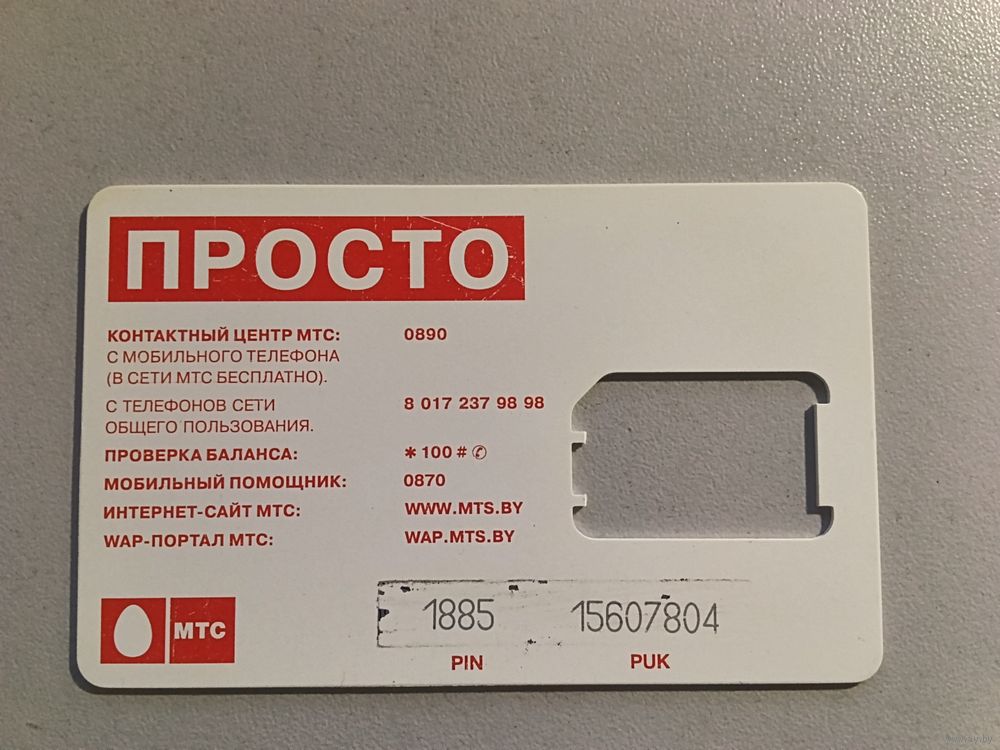 ПРОСТО
КОНТАКТНЫЙ ЦЕНТР МТС: 0890
С МОБИЛЬНОГО ТЕЛЕФОНА
(В СЕТИ МТС БЕСПЛАТНО).
С ТЕЛЕФОНОВ СЕТИ 8 017 237 98 98
ОБЩЕГО ПОЛЬЗОВАНИЯ.
ПРОВЕРКА БАЛАНСА: ✱ 100 # ✆
МОБИЛЬНЫЙ ПОМОЩНИК: 0870
ИНТЕРНЕТ-САЙТ МТС: WWW.MTS.BY
WAP-ПОРТАЛ МТС: WAP.MTS.BY
МТС
1885 15607804
PIN PUK